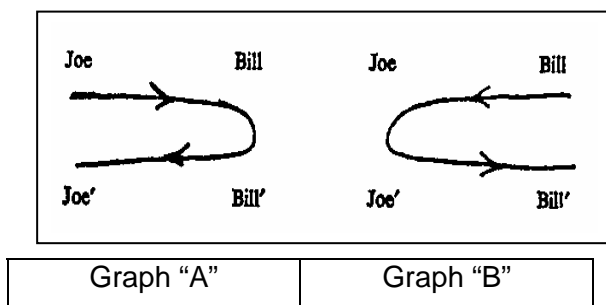 Joe Bill Joe Bill
Joe′ Bill′ Joe′ Bill′
Graph “A” Graph “B”